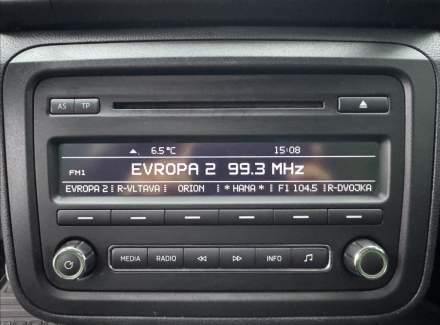 AS TP
6.5°C 15:08
FM1 EVROPA 2 99.3 MHz
EVROPA 2 R-VLTAVA ORION *HANA* F1 104.5 R-DVOJKA
MEDIA RADIO INFO